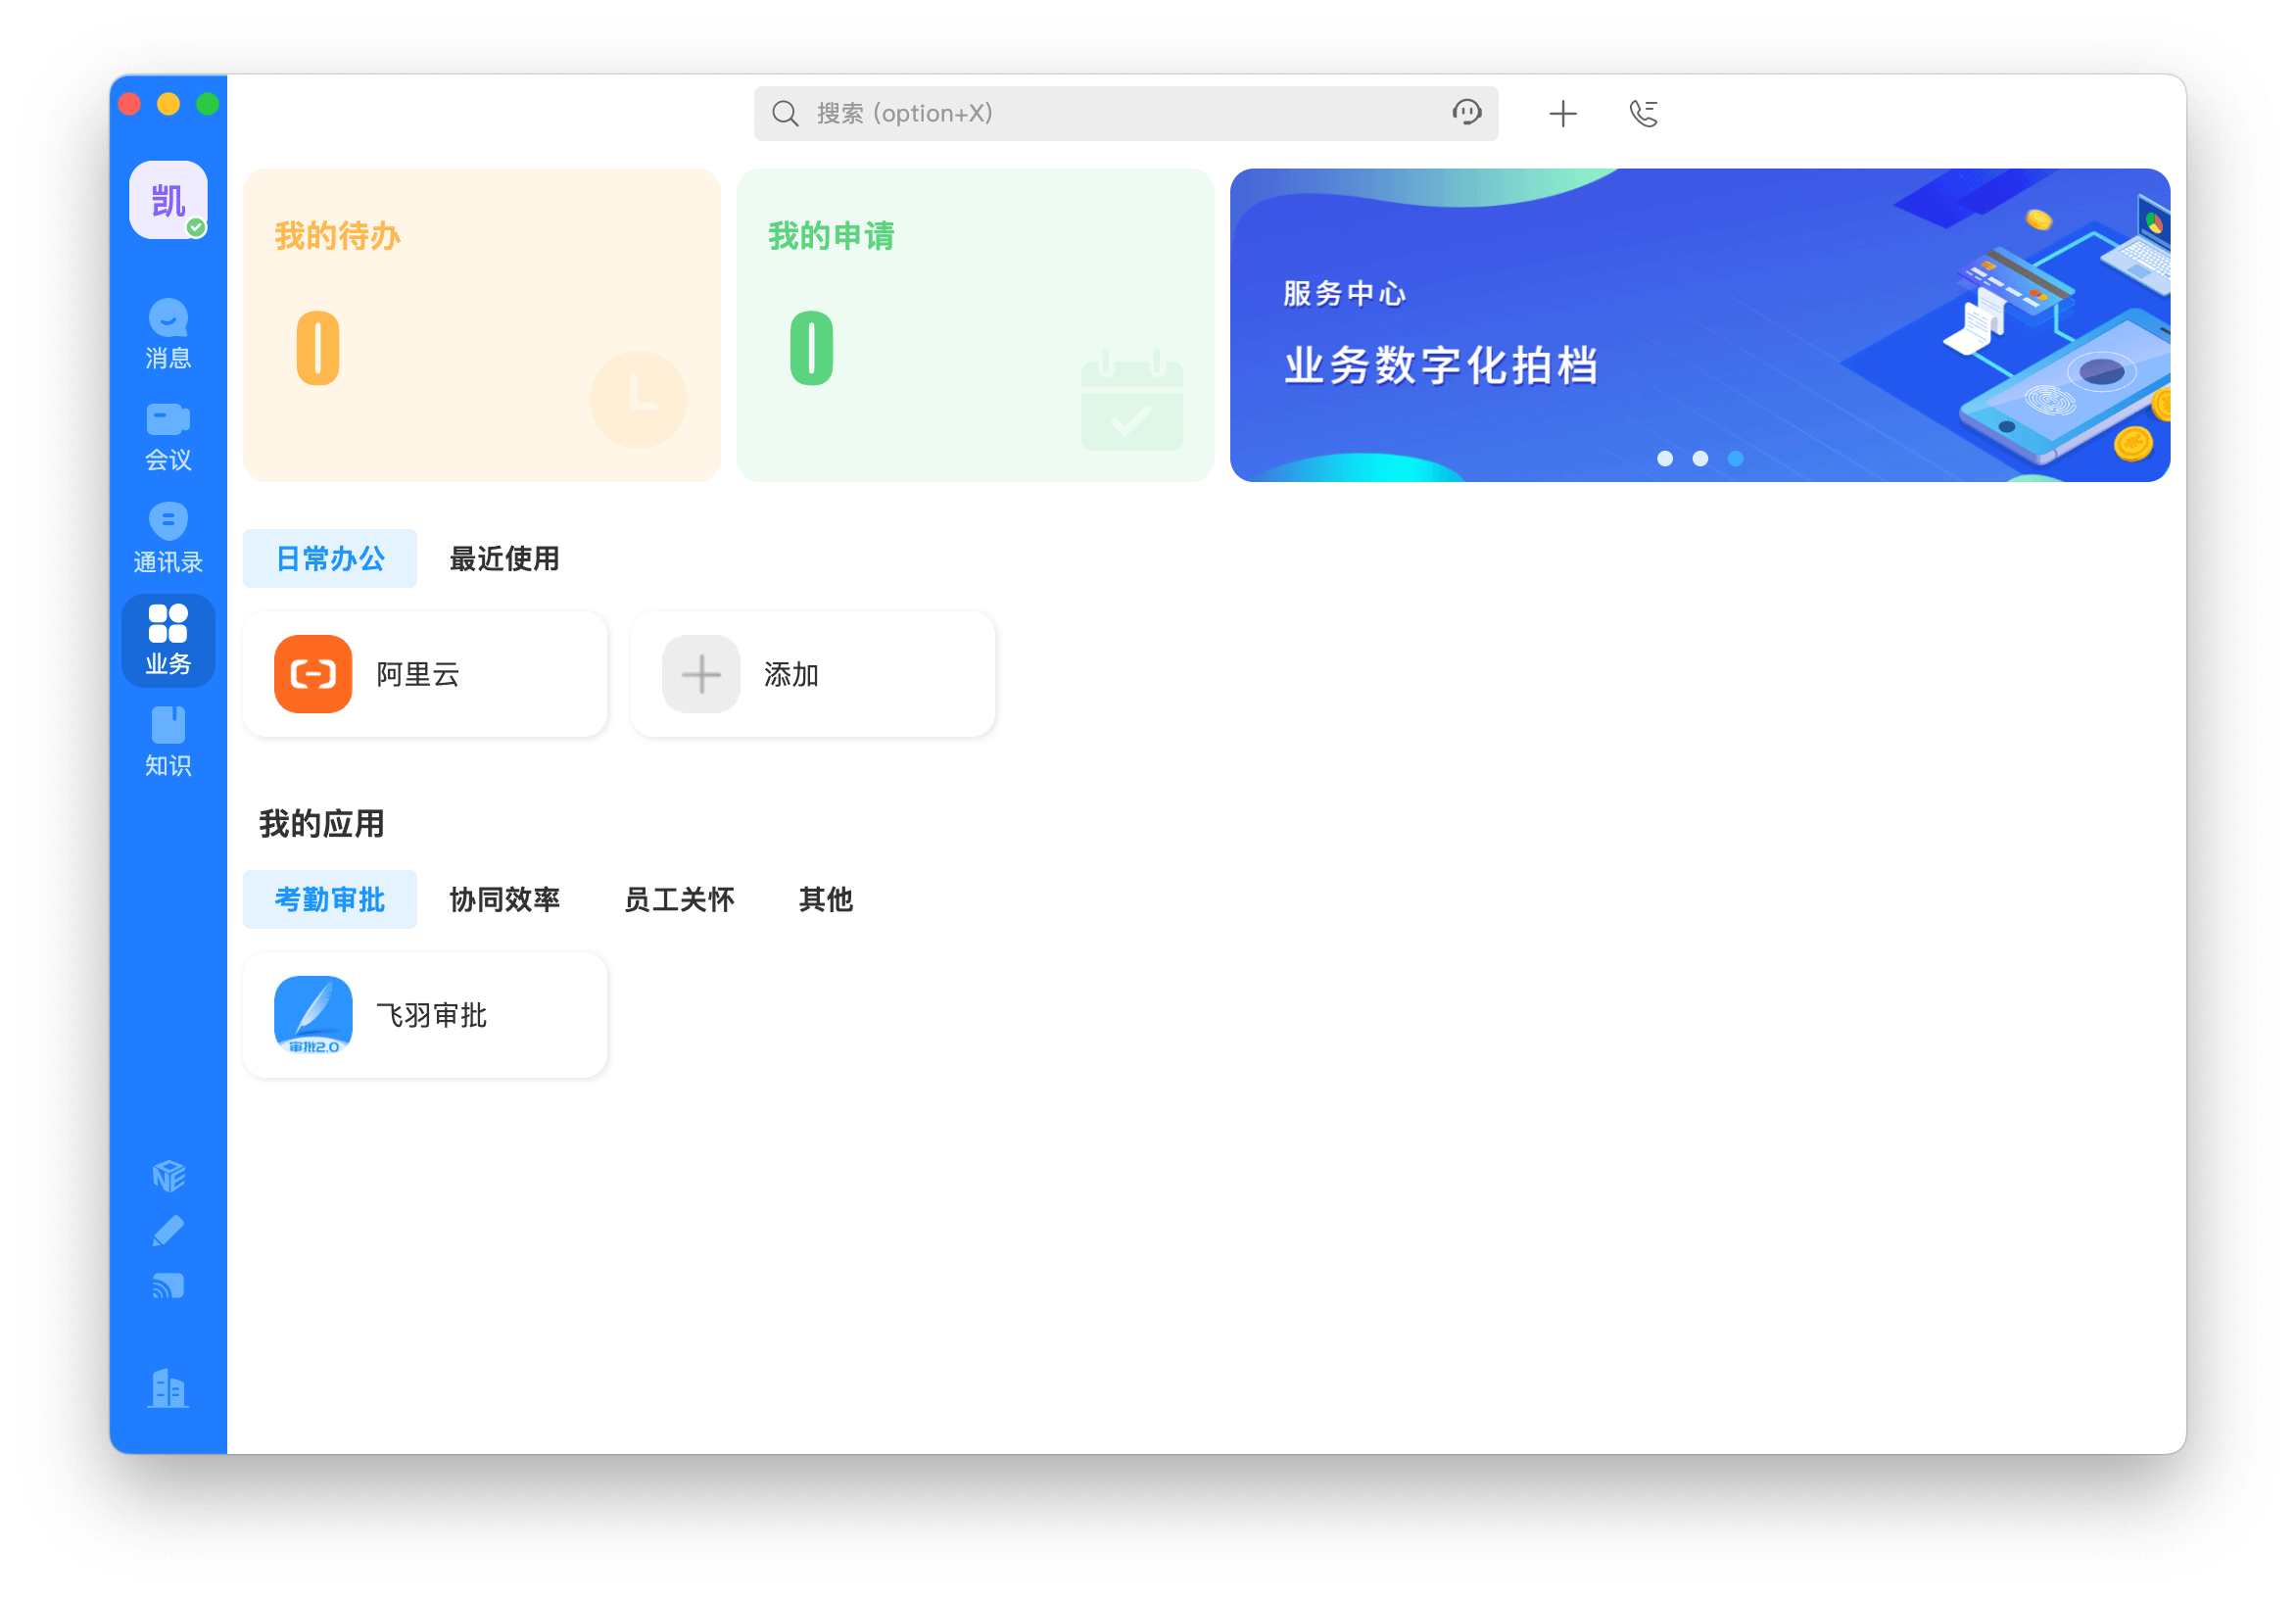 搜索 (option+X)
凯
消息
会议
通讯录
业务
知识
我的待办
0
我的申请
0
服务中心
业务数字化拍档
日常办公
最近使用
阿里云
添加
我的应用
考勤审批
协同效率
员工关怀
其他
审批2.0
飞羽审批
NE